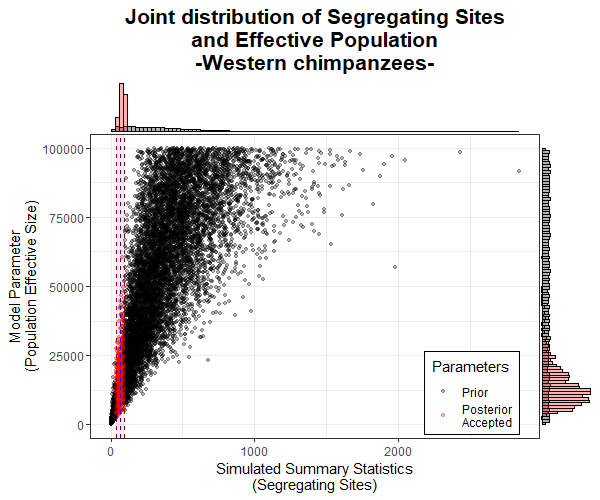 Joint distribution of Segregating Sites
and Effective Population
-Western chimpanzees-
Model Parameter
(Population Effective Size)
100000
75000
50000
25000
0
Parameters
Prior
Posterior
Accepted
0
1000
2000
Simulated Summary Statistics
(Segregating Sites)